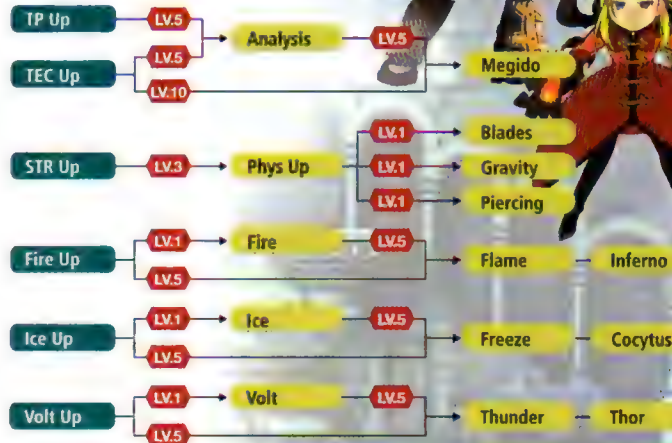 TP Up LV.5 Analysis LV.5
TEC Up LV.5 Megido
LV.10
STR Up LV.3 Phys Up LV.1 Blades
LV.1 Gravity
LV.1 Piercing
Fire Up LV.1 Fire LV.5 Flame Inferno
LV.5
Ice Up LV.1 Ice LV.5 Freeze Cocytus
LV.5
Volt Up LV.1 Volt LV.5 Thunder Thor
LV.5